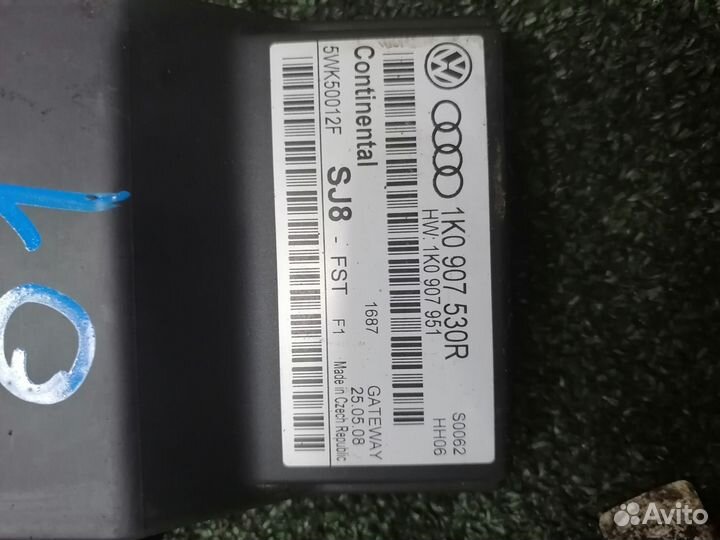 1K0 907 530R S0062
HW: 1K0 907 951 HH06
1687 GATEWAY
25.05.08
Continental SJ8 - FST F1 Made in Czech Republic
5WK50012F
Avito